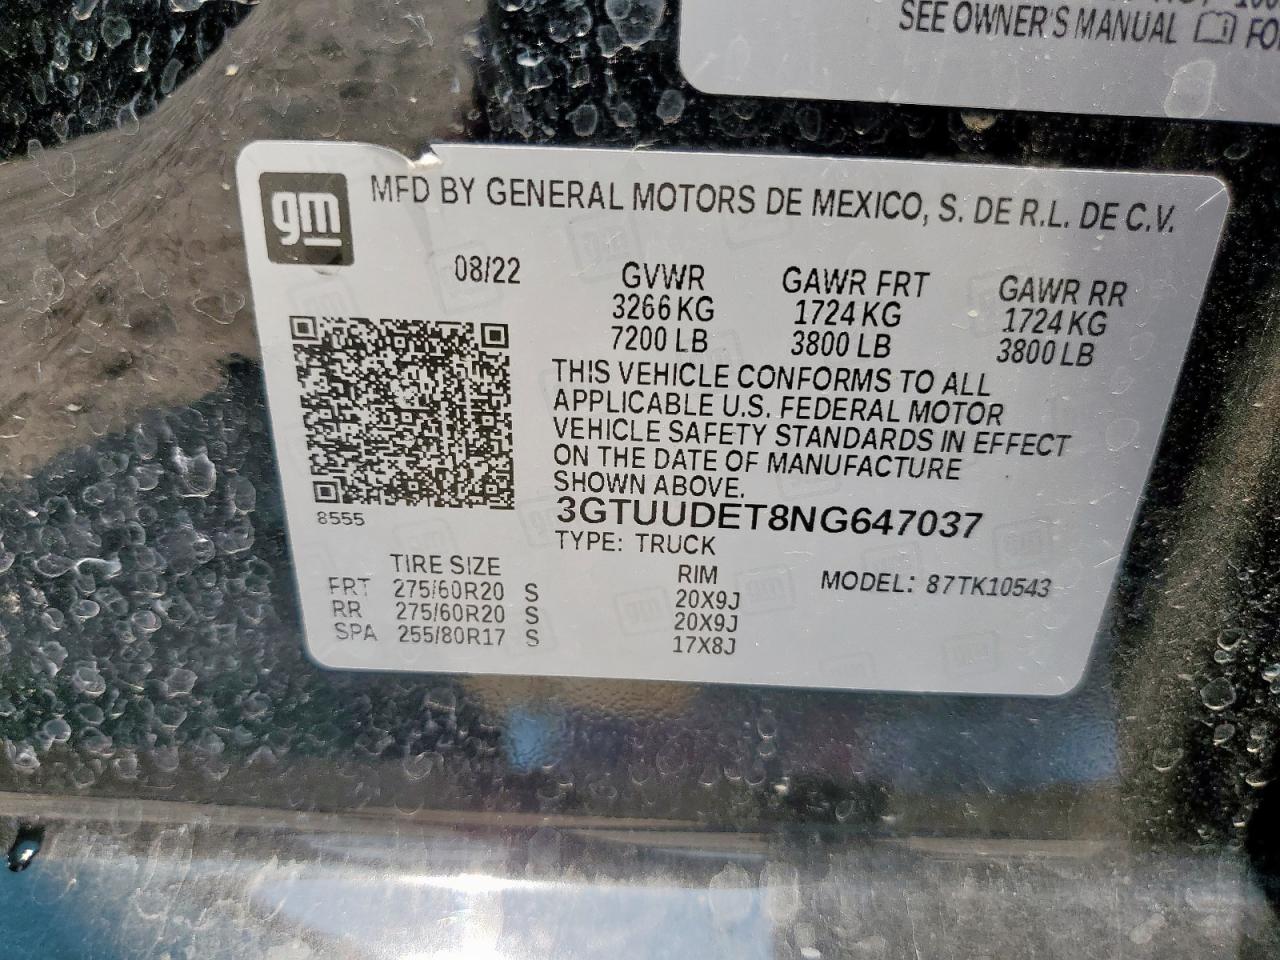 SEE OWNER'S MANUAL
gm
MFD BY GENERAL MOTORS DE MEXICO, S. DE R.L. DE C.V.
08/22 GVWR GAWR FRT GAWR RR
3266 KG 1724 KG 1724 KG
7200 LB 3800 LB 3800 LB
THIS VEHICLE CONFORMS TO ALL
APPLICABLE U.S. FEDERAL MOTOR
VEHICLE SAFETY STANDARDS IN EFFECT
ON THE DATE OF MANUFACTURE
SHOWN ABOVE.
3GTUUDET8NG647037
8555
TYPE: TRUCK
TIRE SIZE RIM MODEL: 87TK10543
FRT 275/60R20 S 20X9J
RR 275/60R20 S 20X9J
SPA 255/80R17 S 17X8J